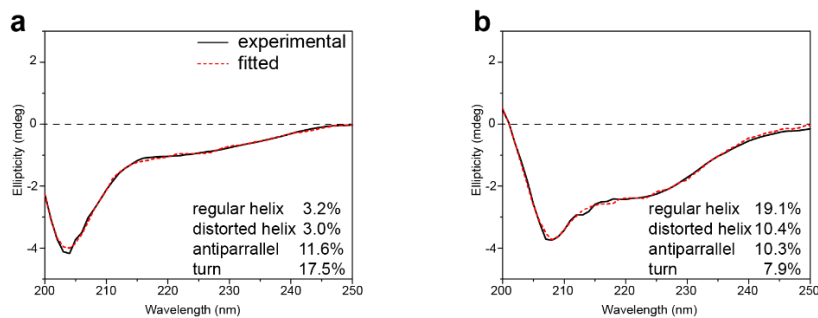 a
experimental
fitted
2
0
-2
-4
Ellipticity (mdeg)
regular helix 3.2%
distorted helix 3.0%
antiparrallel 11.6%
turn 17.5%
200 210 220 230 240 250
Wavelength (nm)
b
2
0
-2
-4
Ellipticity (mdeg)
regular helix 19.1%
distorted helix 10.4%
antiparallel 10.3%
turn 7.9%
200 210 220 230 240 250
Wavelength (nm)